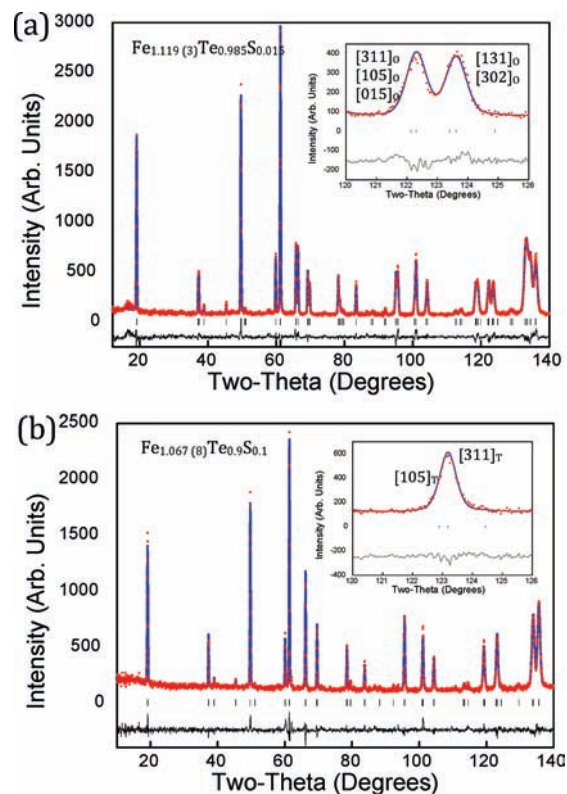 (a)
3000
2500
2000
1500
1000
500
0
Intensity (Arb. Units)
Fe1.119 (3)Te0.985S0.015
[311]O
[105]O
[015]O
[131]O
[302]O
400
300
200
100
0
-100
-200
Intensity (Arb. Units)
120 121 122 123 124 125 126
Two-Theta (Degrees)
20 40 60 80 100 120 140
Two-Theta (Degrees)
(b)
2500
2000
1500
1000
500
0
Intensity (Arb. Units)
Fe1.067 (8)Te0.9S0.1
[311]T
[105]T
600
400
200
0
-200
-400
Intensity (Arb. Units)
120 121 122 123 124 125 126
Two-Theta (Degrees)
20 40 60 80 100 120 140
Two-Theta (Degrees)